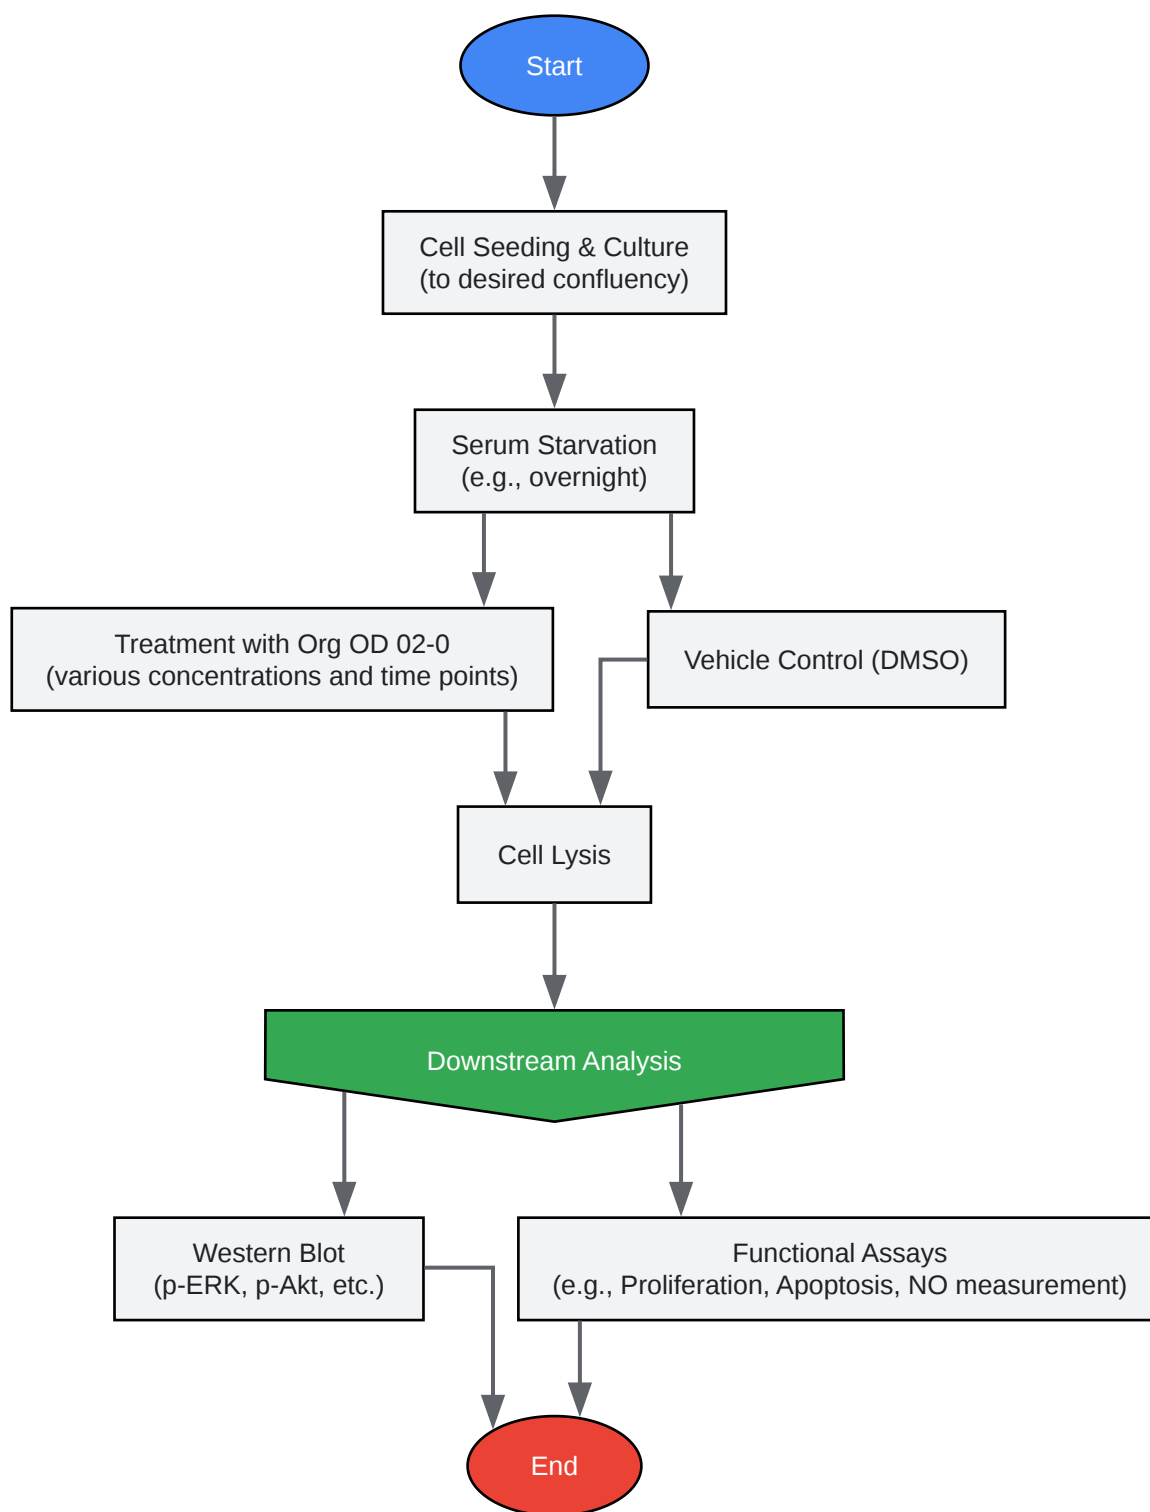 Start
Cell Seeding & Culture
(to desired confluency)
Serum Starvation
(e.g., overnight)
Treatment with Org OD 02-0
(various concentrations and time points)
Vehicle Control (DMSO)
Cell Lysis
Downstream Analysis
Western Blot
(p-ERK, p-Akt, etc.)
Functional Assays
(e.g., Proliferation, Apoptosis, NO measurement)
End